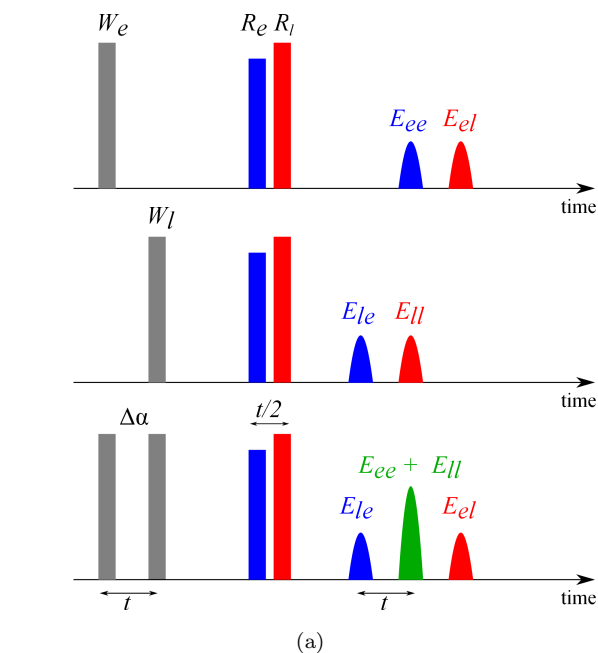 We Re Rl
Eee Eel
time
Wl
Ele Ell
time
Δα t/2
Eee + Ell
Ele Eel
t t time
(a)